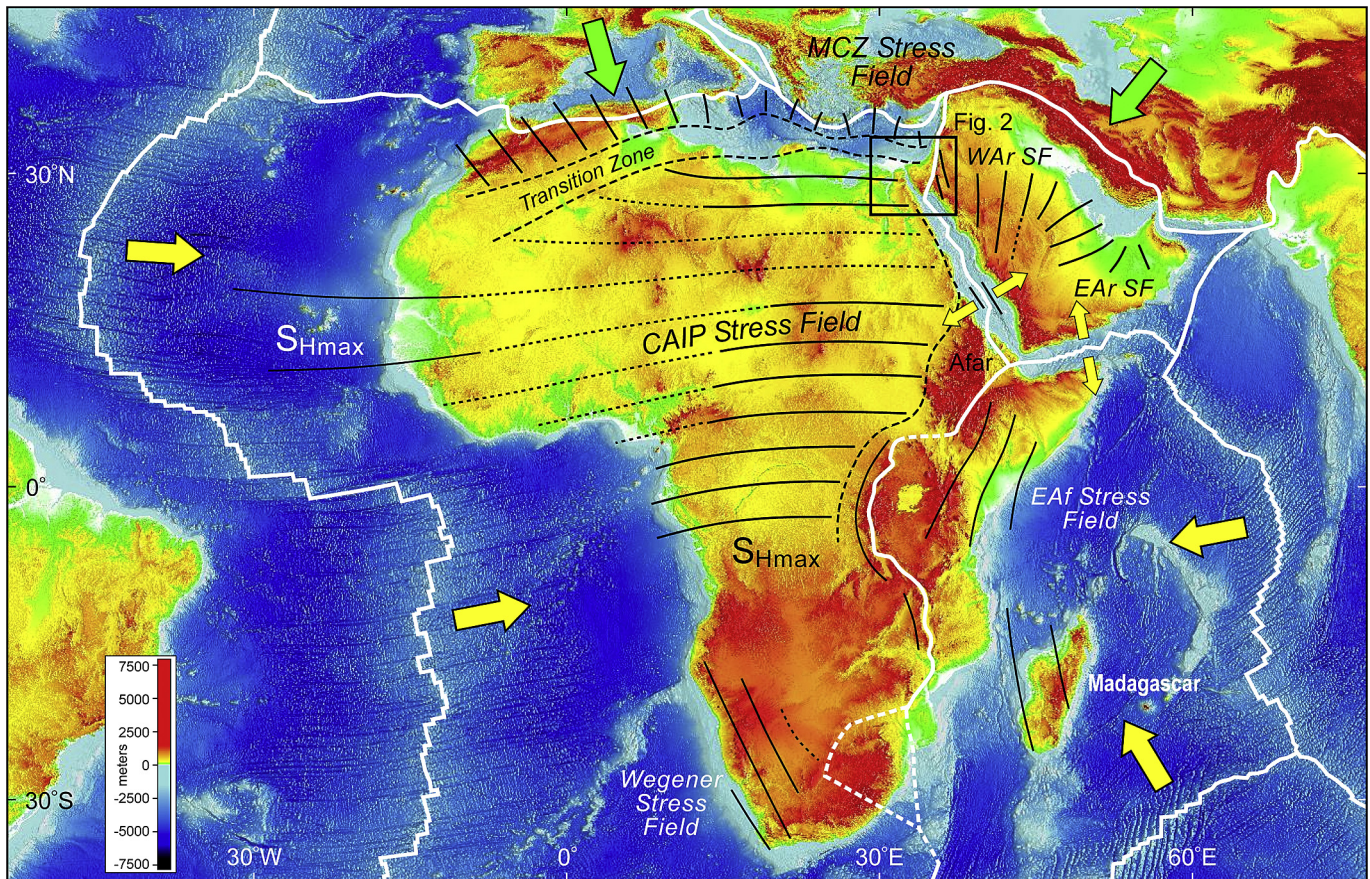 MCZ Stress
Field
Fig. 2
WAr SF
30°N
Transition Zone
EAr SF
SHmax
CAIP Stress Field
Afar
0°
EAf Stress
Field
SHmax
Madagascar
7500
5000
2500
0
-2500
-5000
-7500
meters
Wegener
Stress
Field
30°S
30°W
0°
30°E
60°E